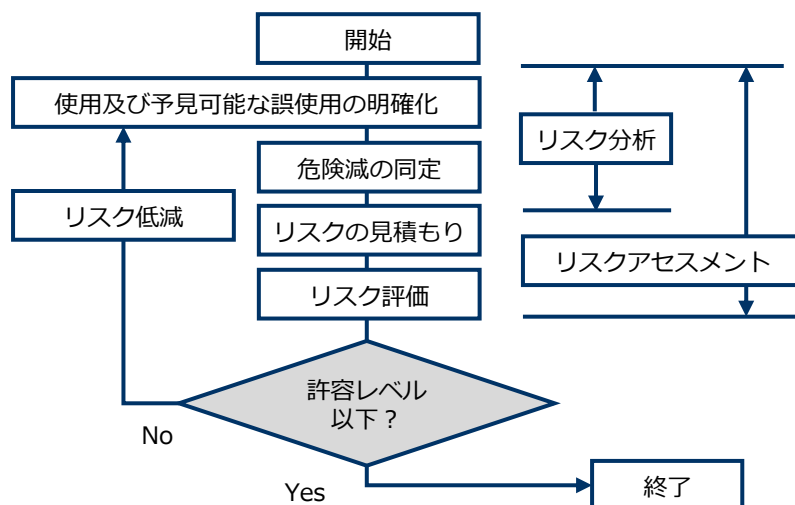 開始
使用及び予見可能な誤使用の明確化
リスク分析
危険減の同定
リスク低減
リスクの見積もり
リスクアセスメント
リスク評価
許容レベル
以下？
No
Yes
終了